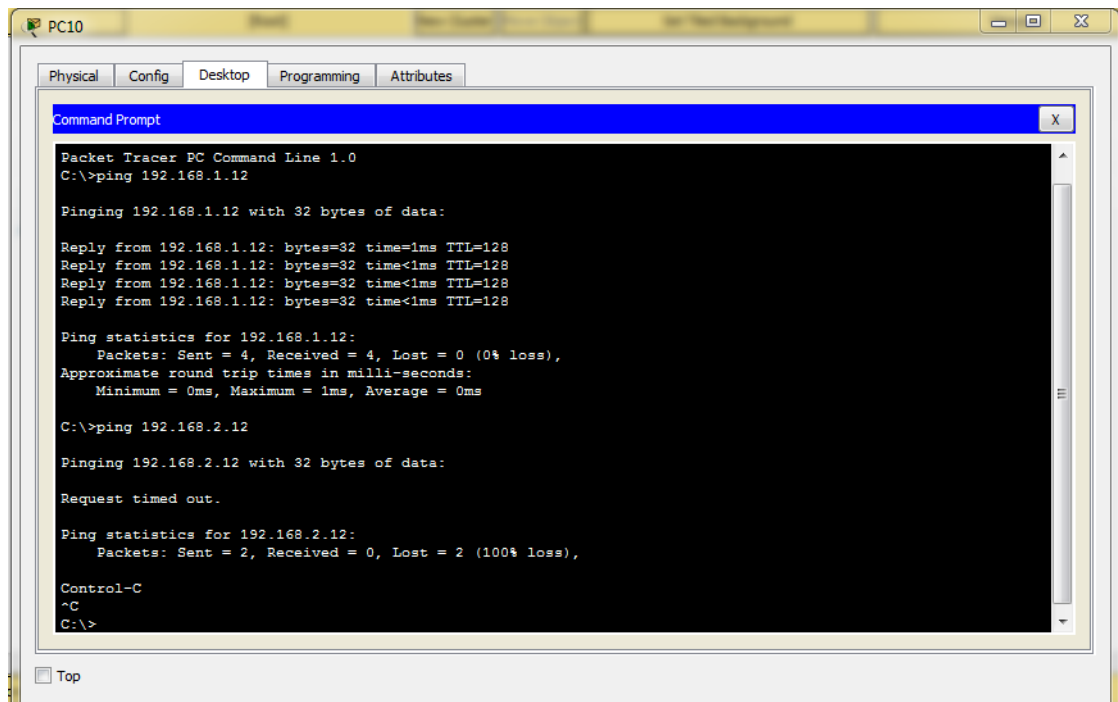 PC10
Physical Config Desktop Programming Attributes
Command Prompt
X
Packet Tracer PC Command Line 1.0
C:\>ping 192.168.1.12
Pinging 192.168.1.12 with 32 bytes of data:
Reply from 192.168.1.12: bytes=32 time=1ms TTL=128
Reply from 192.168.1.12: bytes=32 time<1ms TTL=128
Reply from 192.168.1.12: bytes=32 time<1ms TTL=128
Reply from 192.168.1.12: bytes=32 time<1ms TTL=128
Ping statistics for 192.168.1.12:
Packets: Sent = 4, Received = 4, Lost = 0 (0% loss),
Approximate round trip times in milli-seconds:
Minimum = 0ms, Maximum = 1ms, Average = 0ms
C:\>ping 192.168.2.12
Pinging 192.168.2.12 with 32 bytes of data:
Request timed out.
Ping statistics for 192.168.2.12:
Packets: Sent = 2, Received = 0, Lost = 2 (100% loss),
Control-C
^C
C:\>
Top